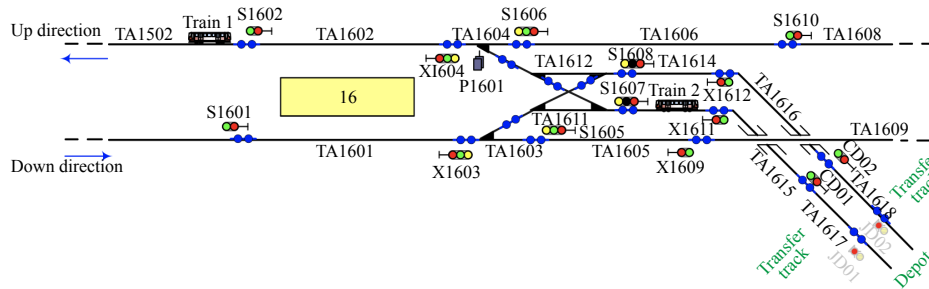 Up direction
TA1502
Train 1
S1602
TA1602
XI604
TA1604
P1601
S1606
TA1606
S1610
TA1608
TA1612
S1608
TA1614
X1612
TA1616
16
S1607
Train 2
S1601
TA1611
S1605
X1611
TA1609
Down direction
TA1601
X1603
TA1603
TA1605
X1609
TA1615
CD01
CD02
TA1617
TA1618
JD01
JD02
Transfer
track
Transfer
track
Depot